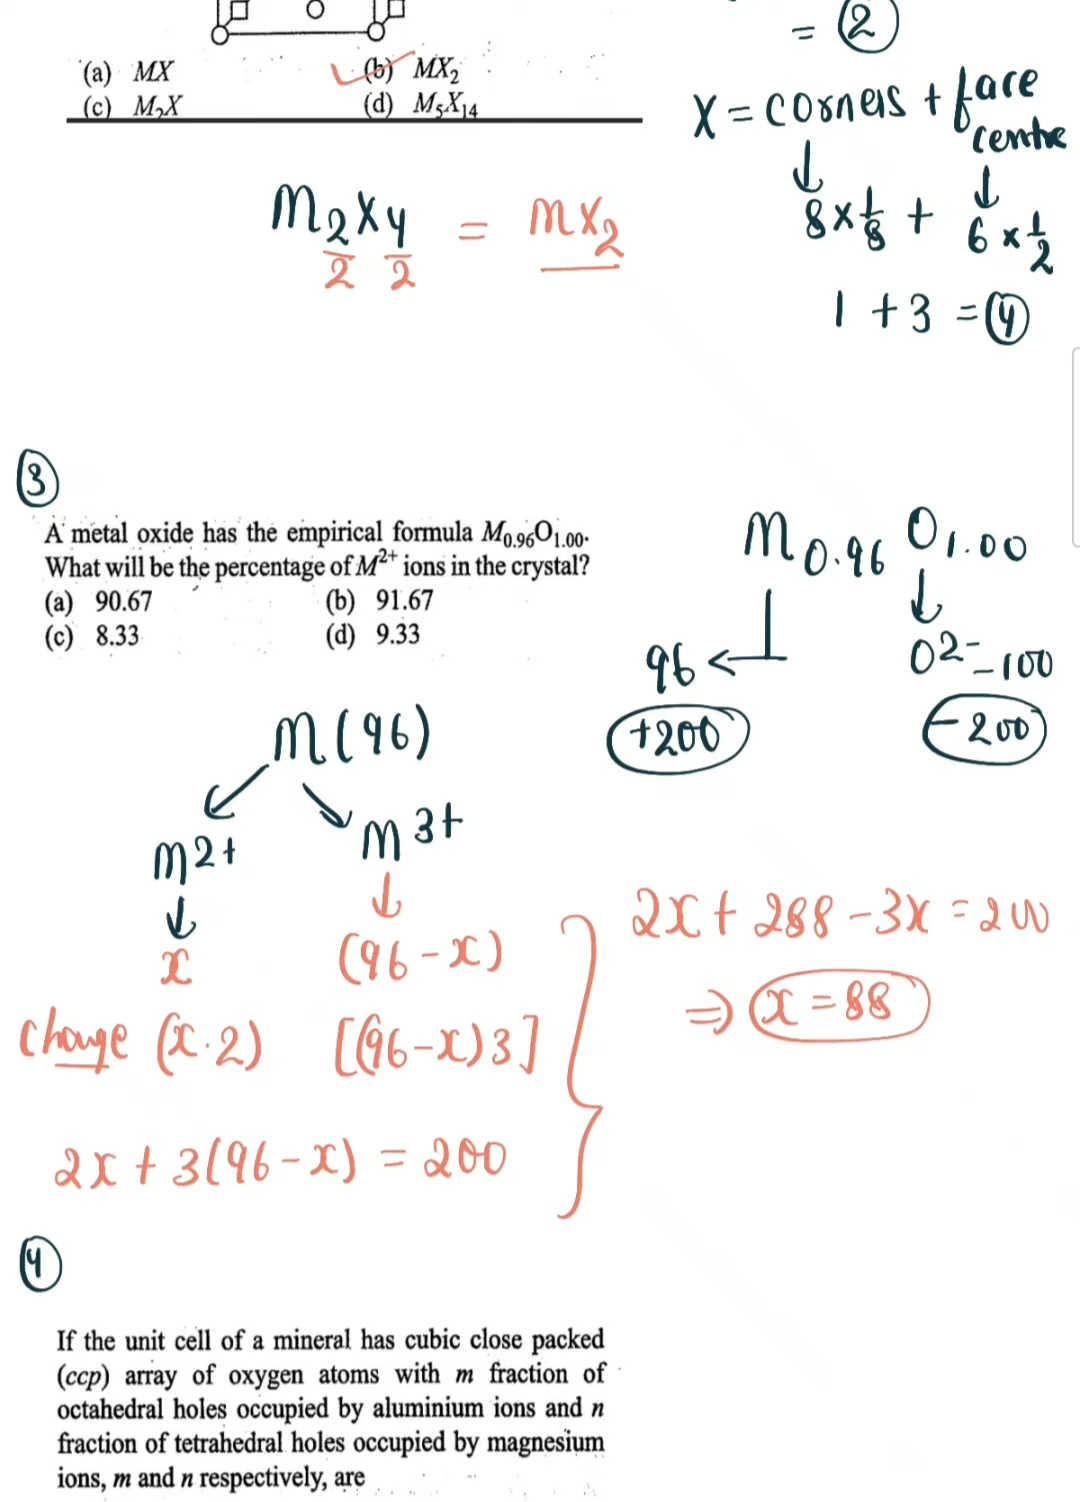 (a) MX
(b) MX₂
(c) M₂X
(d) M₅X₁₄
= 2
X = corners + face centre
↓ ↓
8×1/8 + 6×1/2
1 + 3 = 4
M₂X₄ = MX₂
2 2
3
A metal oxide has the empirical formula M₀.₉₆O₁.₀₀.
What will be the percentage of M²⁺ ions in the crystal?
(a) 90.67
(b) 91.67
(c) 8.33
(d) 9.33
M₀.₉₆ O₁.₀₀
96 ← ↓
O²⁻ – 100
+200
-200
M (96)
M²⁺ M³⁺
↓ ↓
x (96-x)
charge (x.2) [(96-x)3]
2x + 3(96-x) = 200
2x + 288 - 3x = 200
⇒ x = 88
4
If the unit cell of a mineral has cubic close packed
(ccp) array of oxygen atoms with m fraction of
octahedral holes occupied by aluminium ions and n
fraction of tetrahedral holes occupied by magnesium
ions, m and n respectively, are